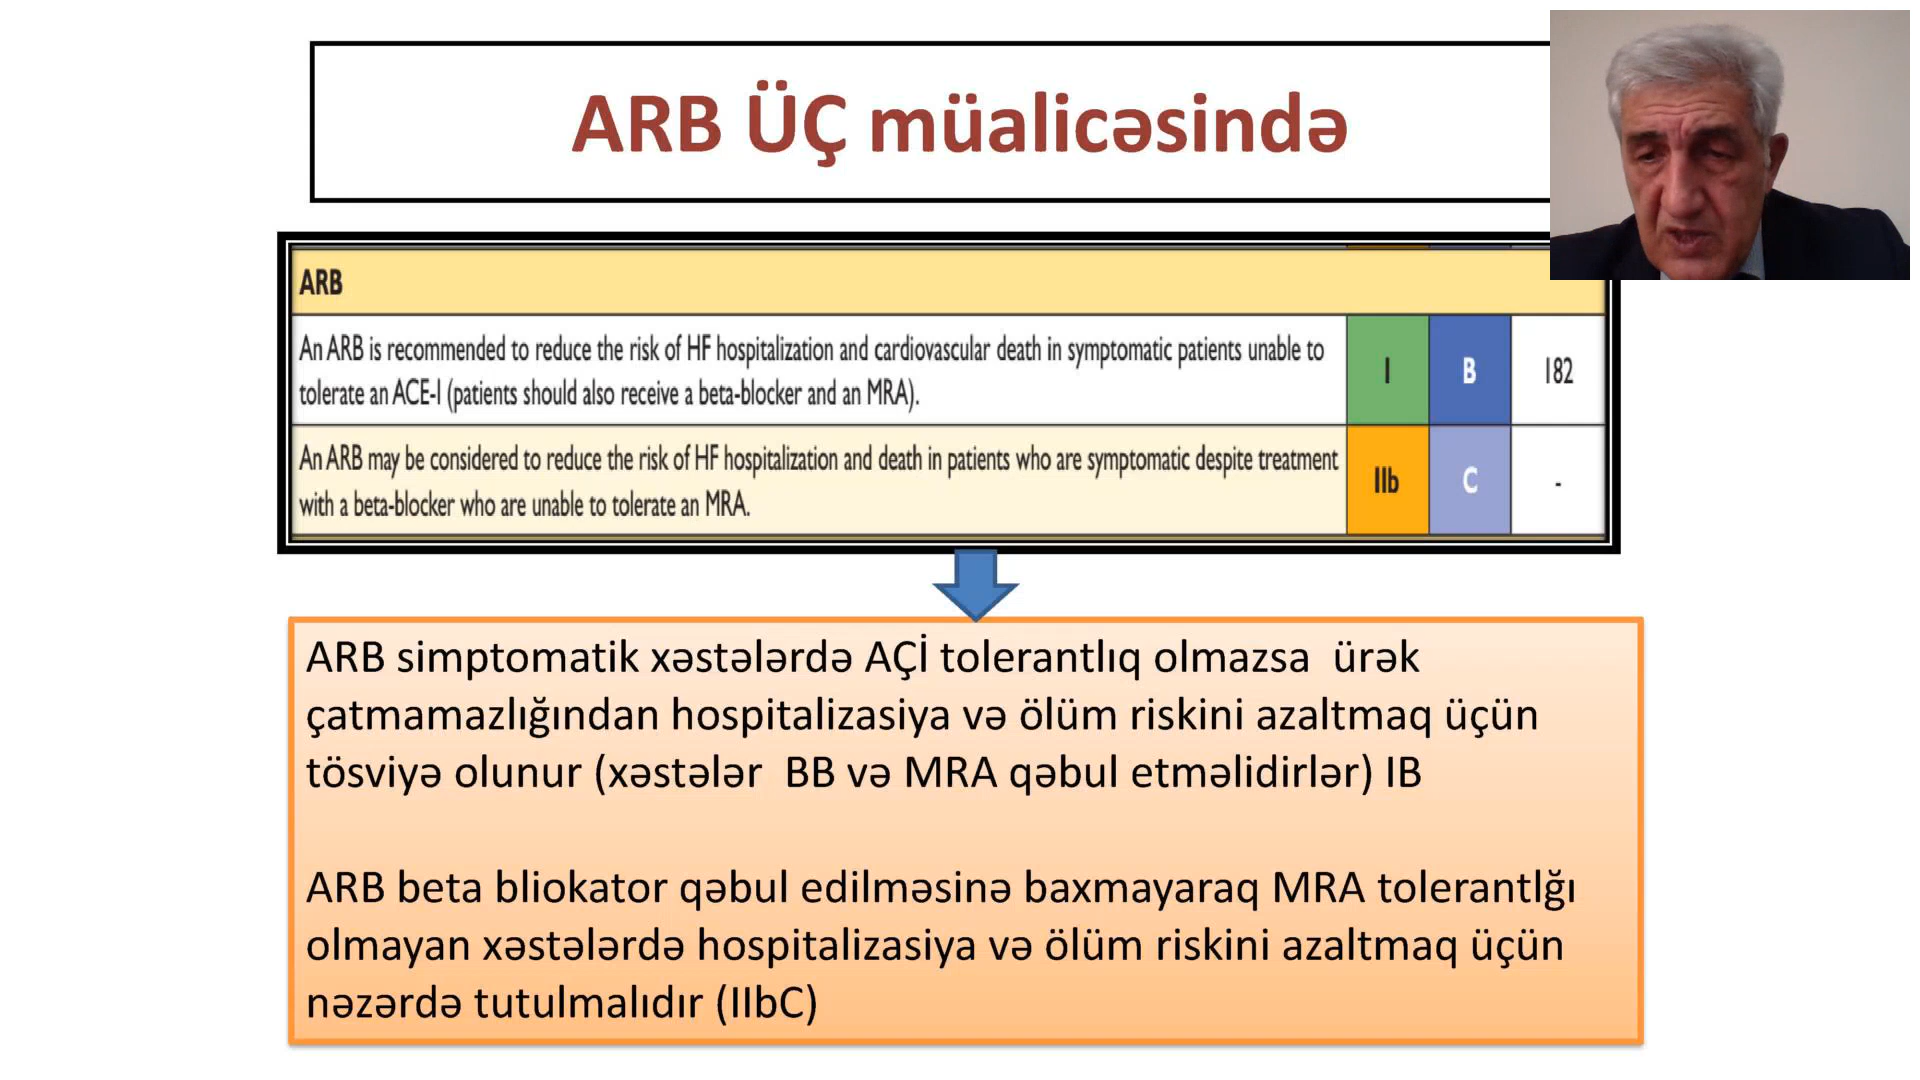 ARB ÜÇ müalicəsində
ARB
An ARB is recommended to reduce the risk of HF hospitalization and cardiovascular death in symptomatic patients unable to
tolerate an ACE-I (patients should also receive a beta-blocker and an MRA).
I B 182
An ARB may be considered to reduce the risk of HF hospitalization and death in patients who are symptomatic despite treatment
with a beta-blocker who are unable to tolerate an MRA.
IIb C -
ARB simptomatik xəstələrdə AÇİ tolerantlıq olmazsa ürək
çatmamazlığından hospitalizasiya və ölüm riskini azaltmaq üçün
tösviyə olunur (xəstələr BB və MRA qəbul etməlidirlər) IB
ARB beta bliokator qəbul edilməsinə baxmayaraq MRA tolerantlğı
olmayan xəstələrdə hospitalizasiya və ölüm riskini azaltmaq üçün
nəzərdə tutulmalıdır (IIbC)